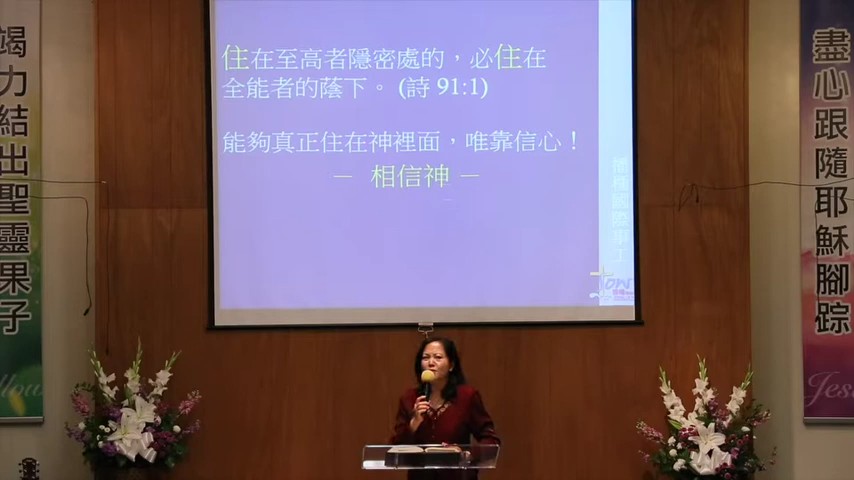 竭力結出聖靈果子
住在至高者隱密處的，必住在
全能者的蔭下。 (詩 91:1)
能夠真正住在神裡面，唯靠信心！
－ 相信神 －
盡心跟隨耶穌腳踪